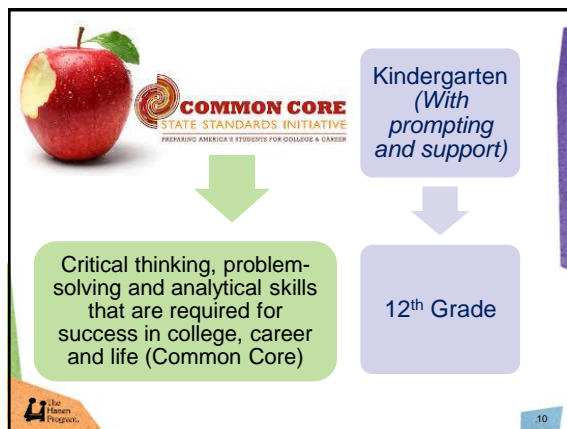 COMMON CORE
STATE STANDARDS INITIATIVE
PREPARING AMERICA'S STUDENTS FOR COLLEGE & CAREER
Kindergarten
(With
prompting
and support)
Critical thinking, problem-
solving and analytical skills
that are required for
success in college, career
and life (Common Core)
12th Grade
The
Hanen
Program.
10